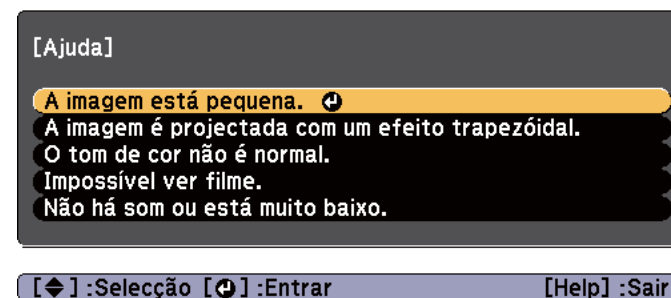 [Ajuda]
A imagem está pequena.
A imagem é projectada com um efeito trapezóidal.
O tom de cor não é normal.
Impossível ver filme.
Não há som ou está muito baixo.
[◆] :Selecção [⏎] :Entrar [Help] :Sair